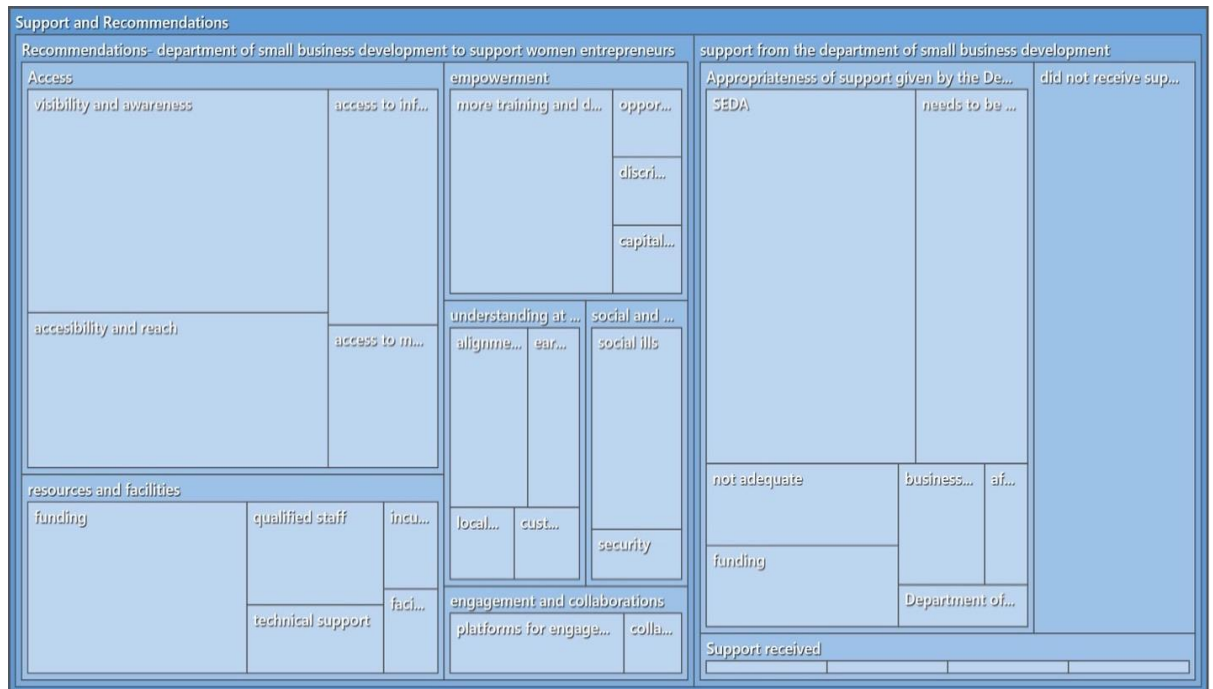 Support and Recommendations
Recommendations- department of small business development to support women entrepreneurs
Access
visibility and awareness
access to inf...
accesibility and reach
access to m...
resources and facilities
funding
qualified staff
incu...
technical support
faci...
empowerment
more training and d...
oppor...
discri...
capital...
understanding at ...
alignme...
ear...
local...
cust...
social and ...
social ills
security
engagement and collaborations
platforms for engage...
colla...
support from the department of small business development
Appropriateness of support given by the De...
SEDA
needs to be ...
not adequate
business...
af...
funding
Department of...
did not receive sup...
Support received